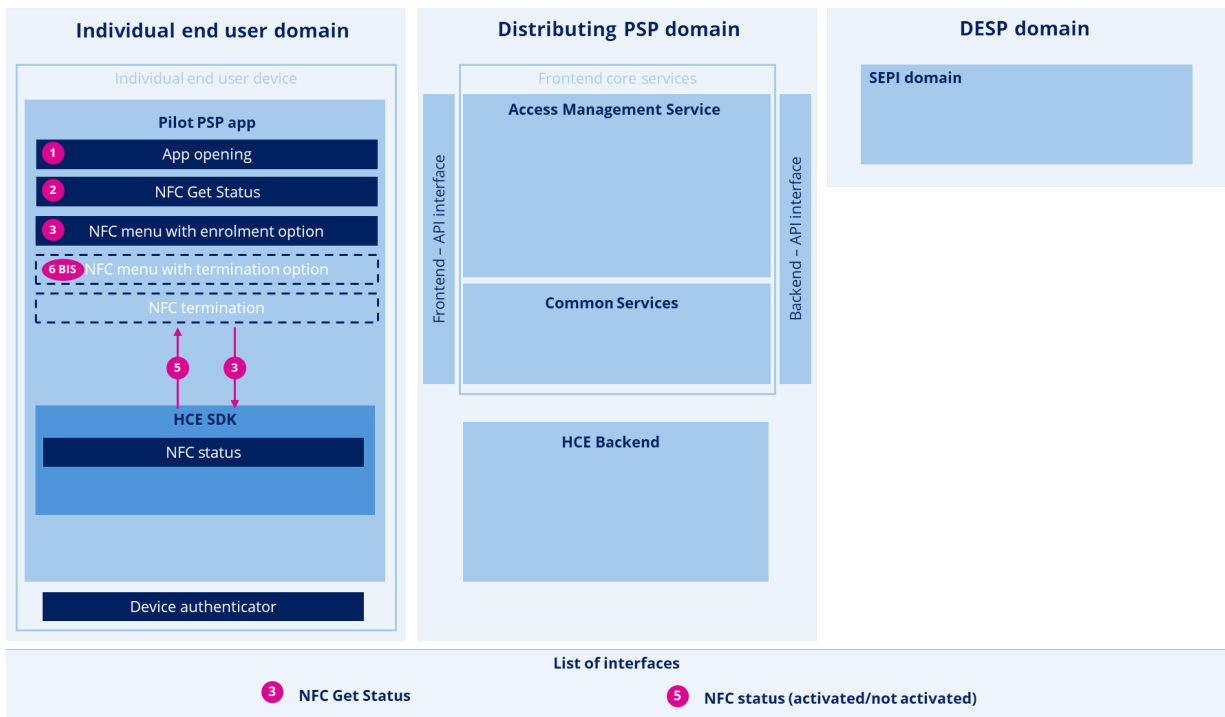 Individual end user domain
Individual end user device
Pilot PSP app
1 App opening
2 NFC Get Status
3 NFC menu with enrolment option
6 BIS NFC menu with termination option
NFC termination
5 3
HCE SDK
NFC status
Device authenticator
Distributing PSP domain
Frontend core services
Frontend – API interface
Access Management Service
Common Services
Backend – API interface
HCE Backend
DESP domain
SEPI domain
List of interfaces
3 NFC Get Status
5 NFC status (activated/not activated)